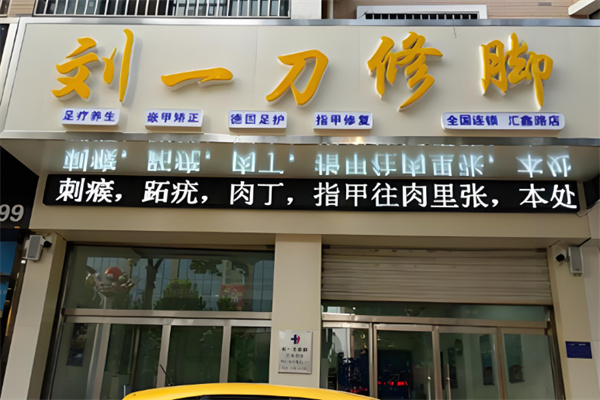 刘一刀修脚
足疗养生 嵌甲矫正 德国足护 指甲修复 全国连锁 汇鑫路店
刺瘊，跖疣，肉丁，指甲往肉里张，本处
99